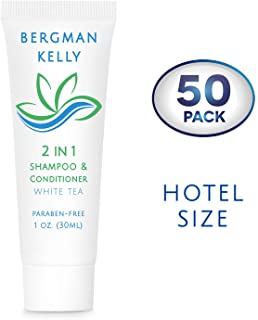 BERGMAN
KELLY
2 IN 1
SHAMPOO &
CONDITIONER
WHITE TEA
PARABEN-FREE
1 OZ. (30ML)
50
PACK
HOTEL
SIZE